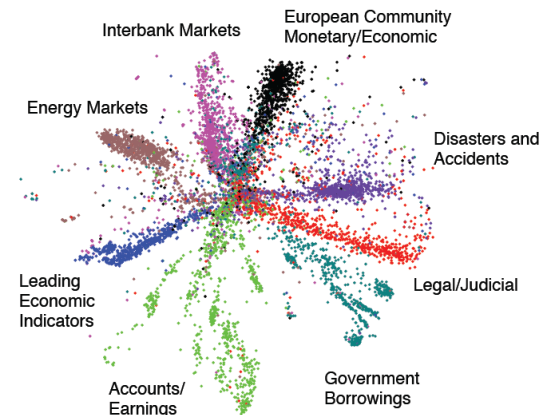 European Community
Monetary/Economic
Interbank Markets
Energy Markets
Disasters and
Accidents
Leading
Economic
Indicators
Legal/Judicial
Government
Borrowings
Accounts/
Earnings